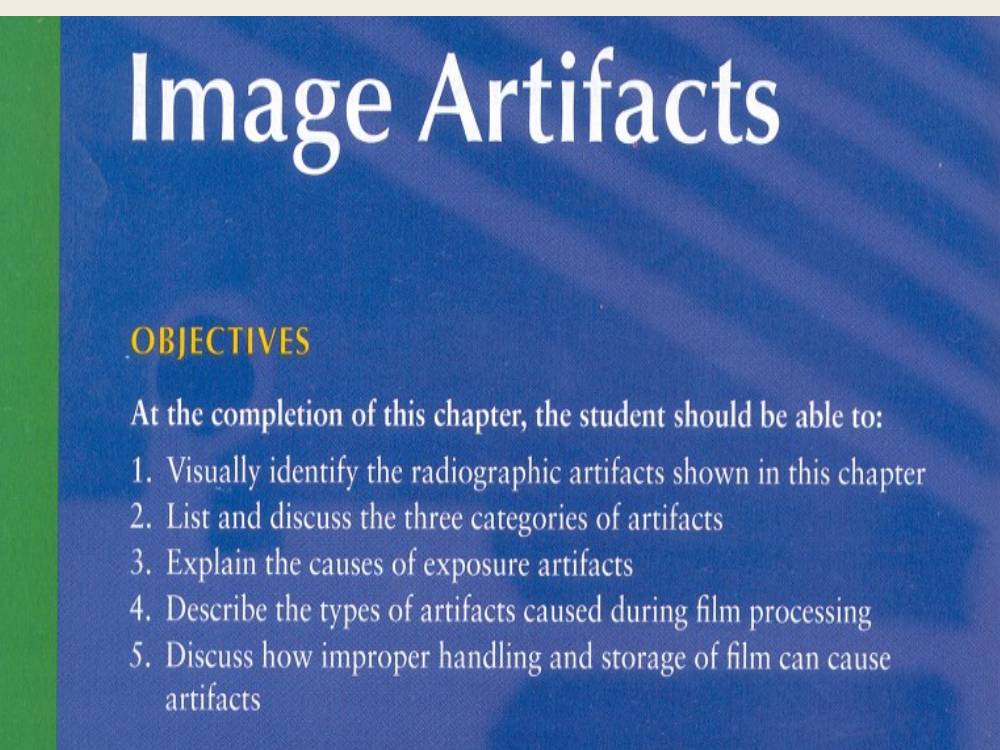 Image Artifacts
OBJECTIVES
At the completion of this chapter, the student should be able to:
1. Visually identify the radiographic artifacts shown in this chapter
2. List and discuss the three categories of artifacts
3. Explain the causes of exposure artifacts
4. Describe the types of artifacts caused during film processing
5. Discuss how improper handling and storage of film can cause
artifacts